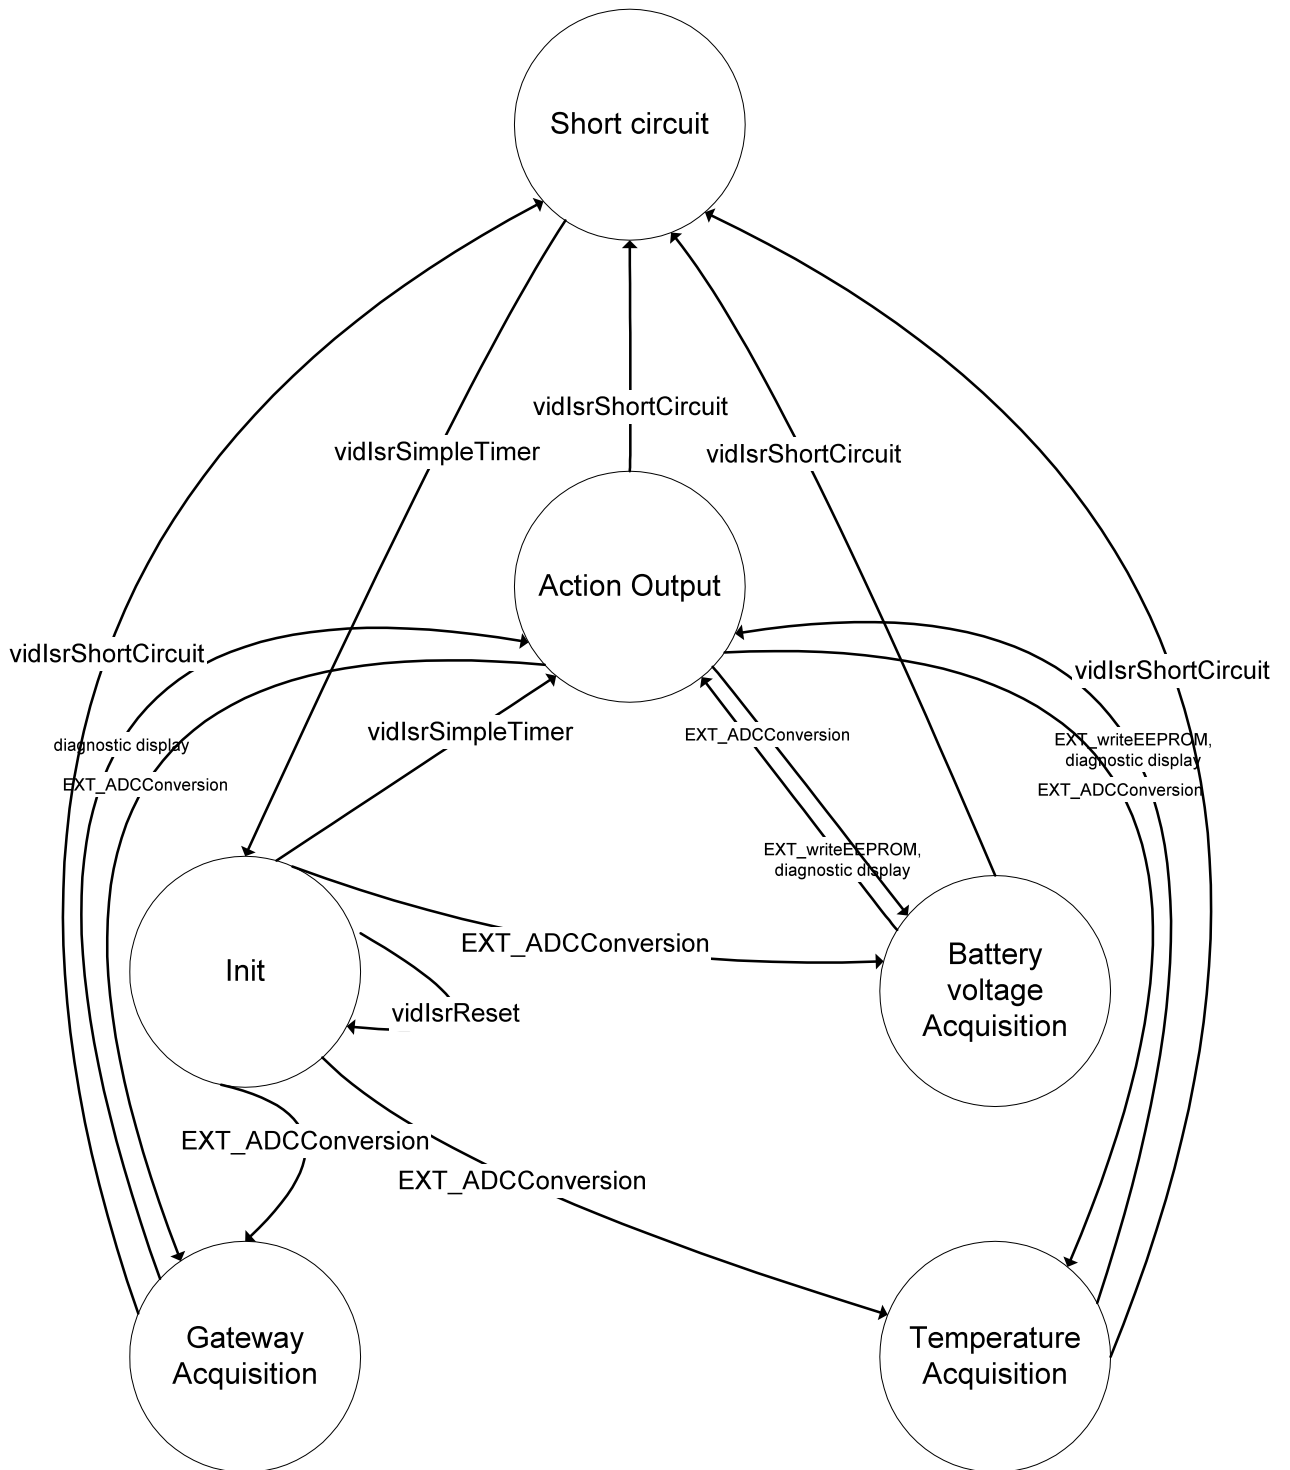 Short circuit
vidIsrShortCircuit
vidIsrSimpleTimer
vidIsrShortCircuit
Action Output
vidIsrShortCircuit
vidIsrShortCircuit
vidIsrSimpleTimer
EXT_ADCConversion
diagnostic display
EXT_writeEEPROM,
diagnostic display
EXT_ADCConversion
EXT_ADCConversion
EXT_writeEEPROM,
diagnostic display
EXT_ADCConversion
Init
Battery
voltage
Acquisition
vidIsrReset
EXT_ADCConversion
EXT_ADCConversion
Gateway
Acquisition
Temperature
Acquisition